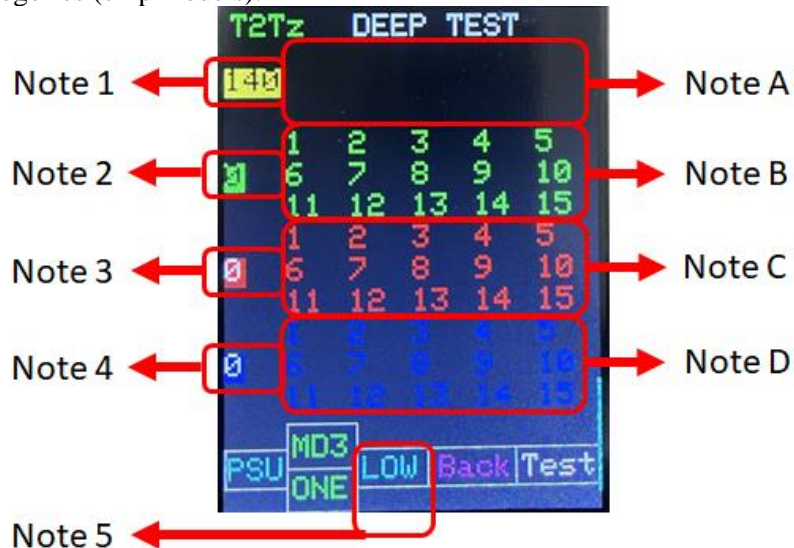 T2Tz DEEP TEST
Note 1 140 Note A
1 2 3 4 5
Note 2 6 7 8 9 10 Note B
11 12 13 14 15
1 2 3 4 5
Note 3 0 6 7 8 9 10 Note C
11 12 13 14 15
1 2 3 4 5
Note 4 0 6 7 8 9 10 Note D
11 12 13 14 15
MD3
PSU LOW Back Test
ONE
Note 5